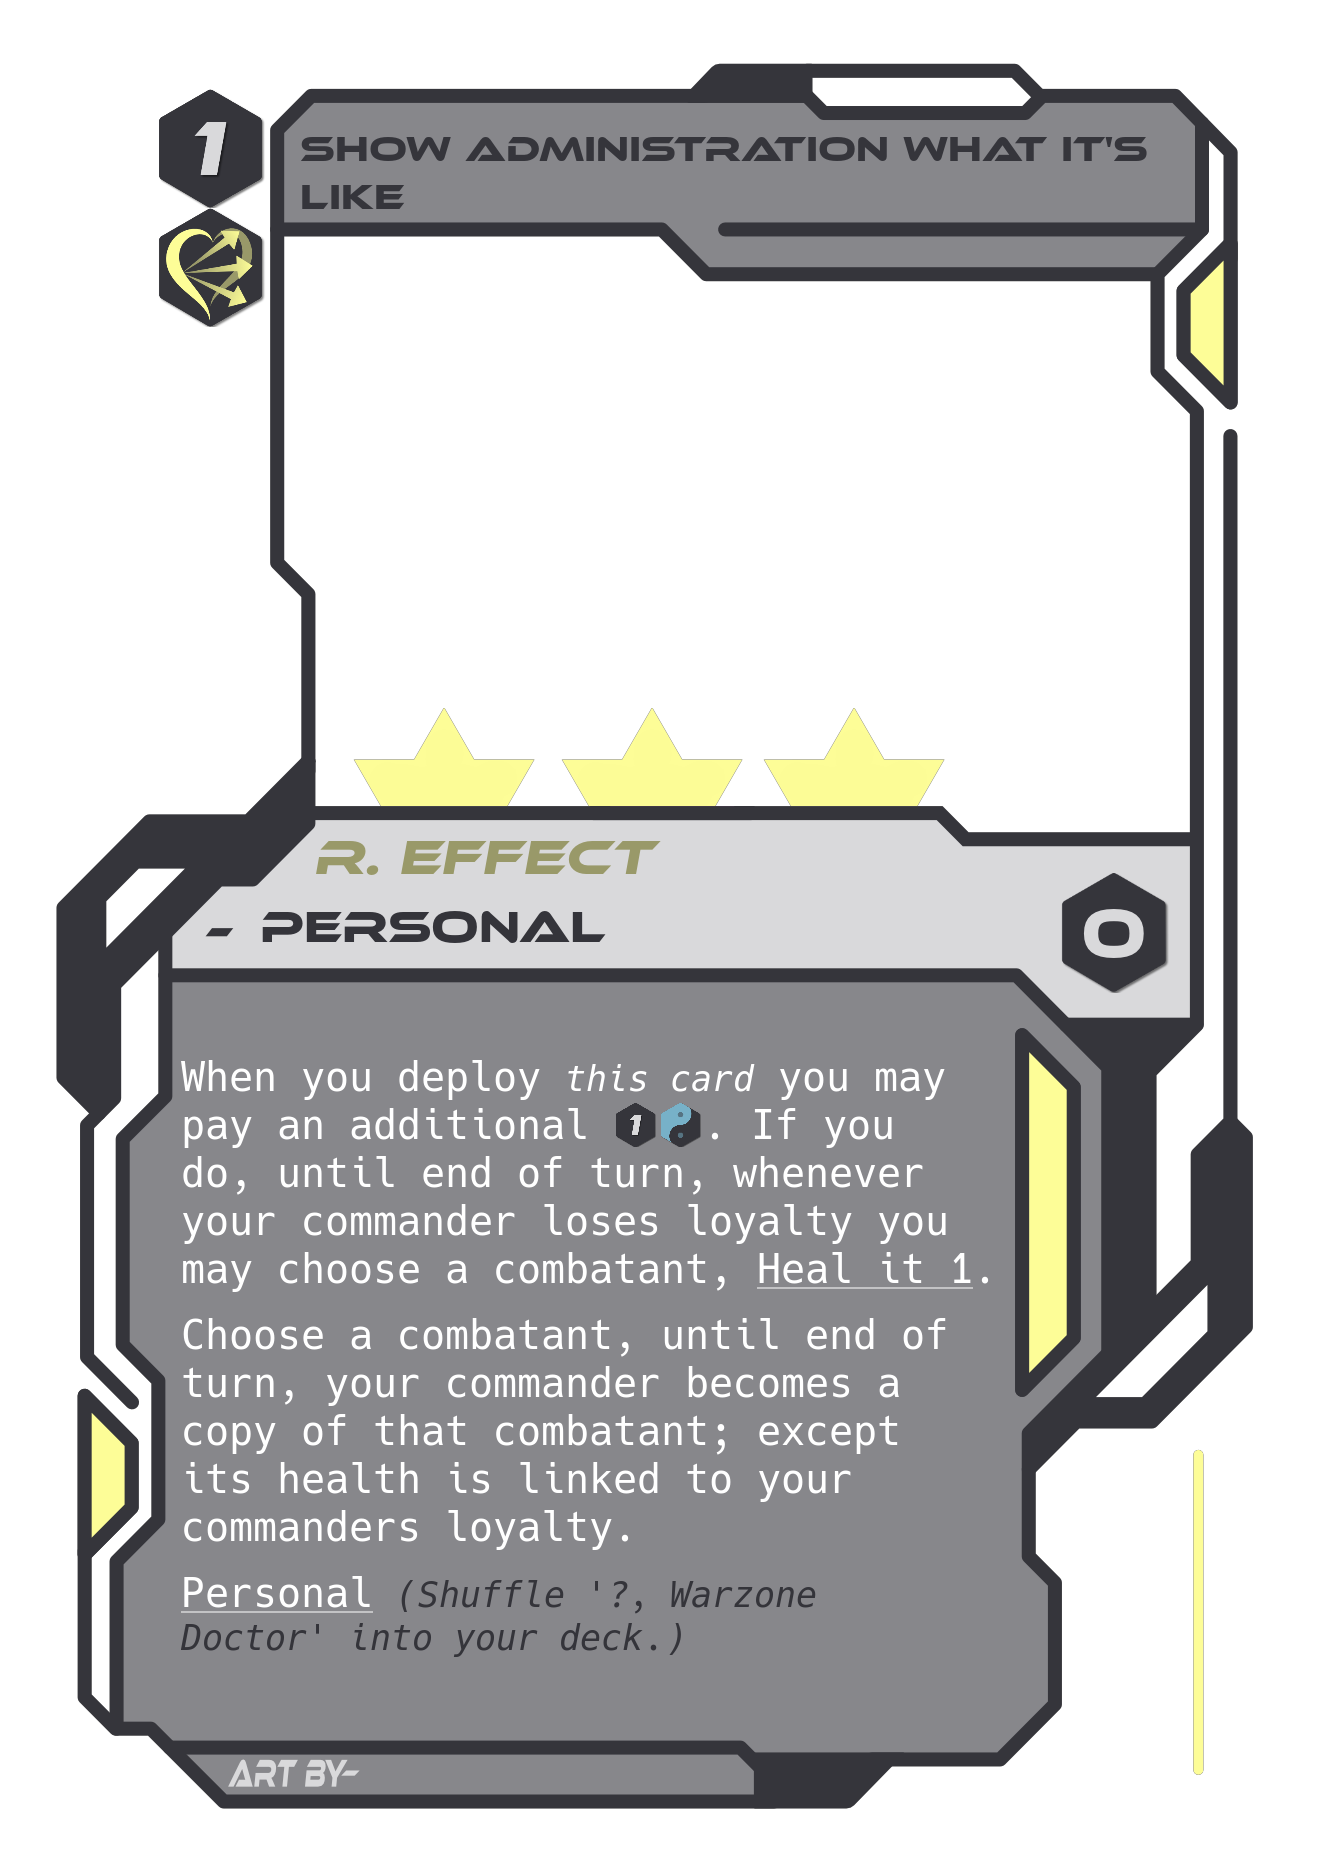 1
SHOW ADMINISTRATION WHAT IT'S
LIKE
R. EFFECT
- PERSONAL
0
When you deploy this card you may
pay an additional 1. If you
do, until end of turn, whenever
your commander loses loyalty you
may choose a combatant, Heal it 1.
Choose a combatant, until end of
turn, your commander becomes a
copy of that combatant; except
its health is linked to your
commanders loyalty.
Personal (Shuffle '?, Warzone
Doctor' into your deck.)
ART BY-